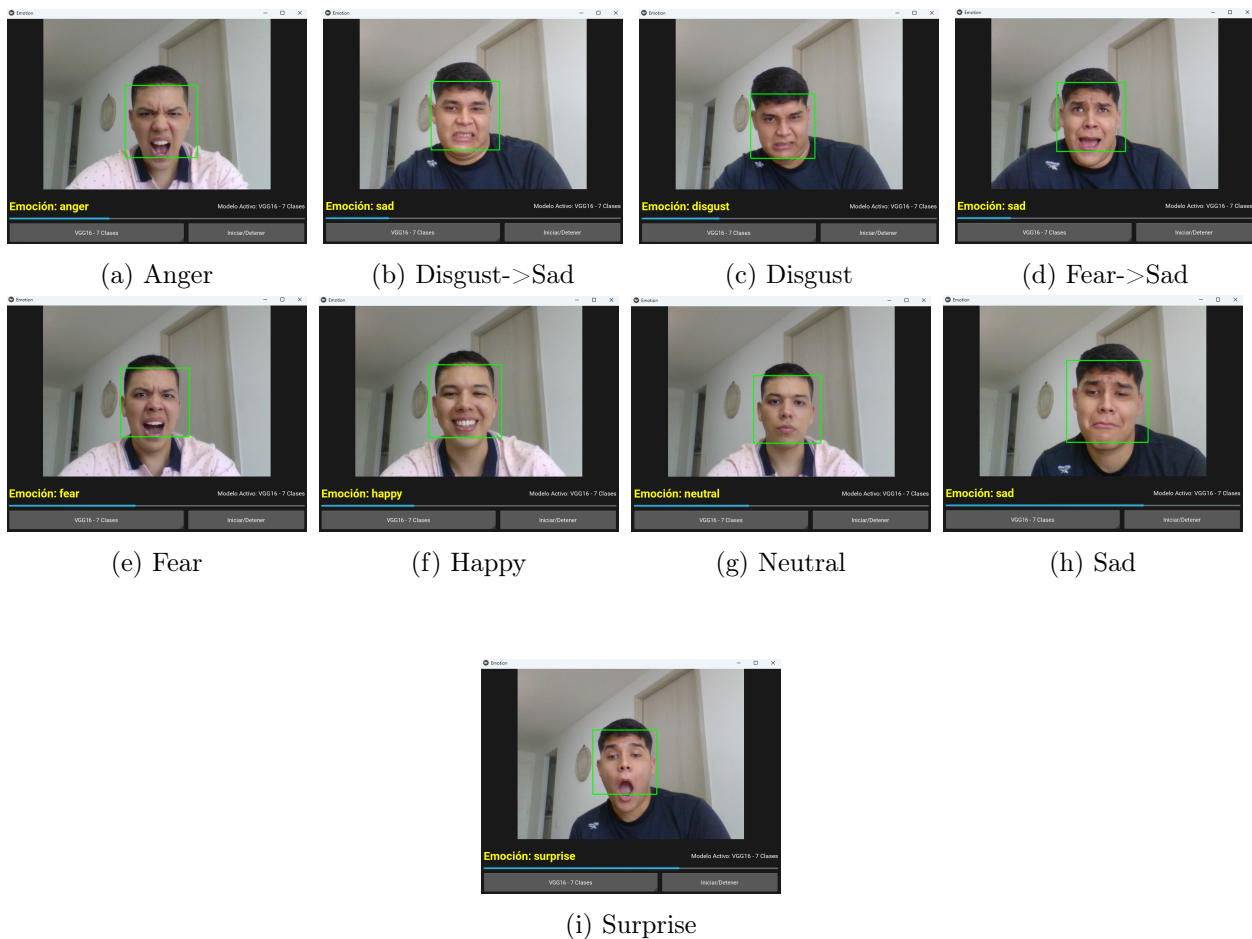 Emotion
Emotion
Emotion
Emotion
Emoción: anger Modelo Activo: VGG16 - 7 Clases
Emoción: sad Modelo Activo: VGG16 - 7 Clases
Emoción: disgust Modelo Activo: VGG16 - 7 Clases
Emoción: sad Modelo Activo: VGG16 - 7 Clases
VGG16 - 7 Clases Iniciar/Detener
VGG16 - 7 Clases Iniciar/Detener
VGG16 - 7 Clases Iniciar/Detener
VGG16 - 7 Clases Iniciar/Detener
(a) Anger
(b) Disgust->Sad
(c) Disgust
(d) Fear->Sad
Emotion
Emotion
Emotion
Emotion
Emoción: fear Modelo Activo: VGG16 - 7 Clases
Emoción: happy Modelo Activo: VGG16 - 7 Clases
Emoción: neutral Modelo Activo: VGG16 - 7 Clases
Emoción: sad Modelo Activo: VGG16 - 7 Clases
VGG16 - 7 Clases Iniciar/Detener
VGG16 - 7 Clases Iniciar/Detener
VGG16 - 7 Clases Iniciar/Detener
VGG16 - 7 Clases Iniciar/Detener
(e) Fear
(f) Happy
(g) Neutral
(h) Sad
Emotion
Emoción: surprise Modelo Activo: VGG16 - 7 Clases
VGG16 - 7 Clases Iniciar/Detener
(i) Surprise